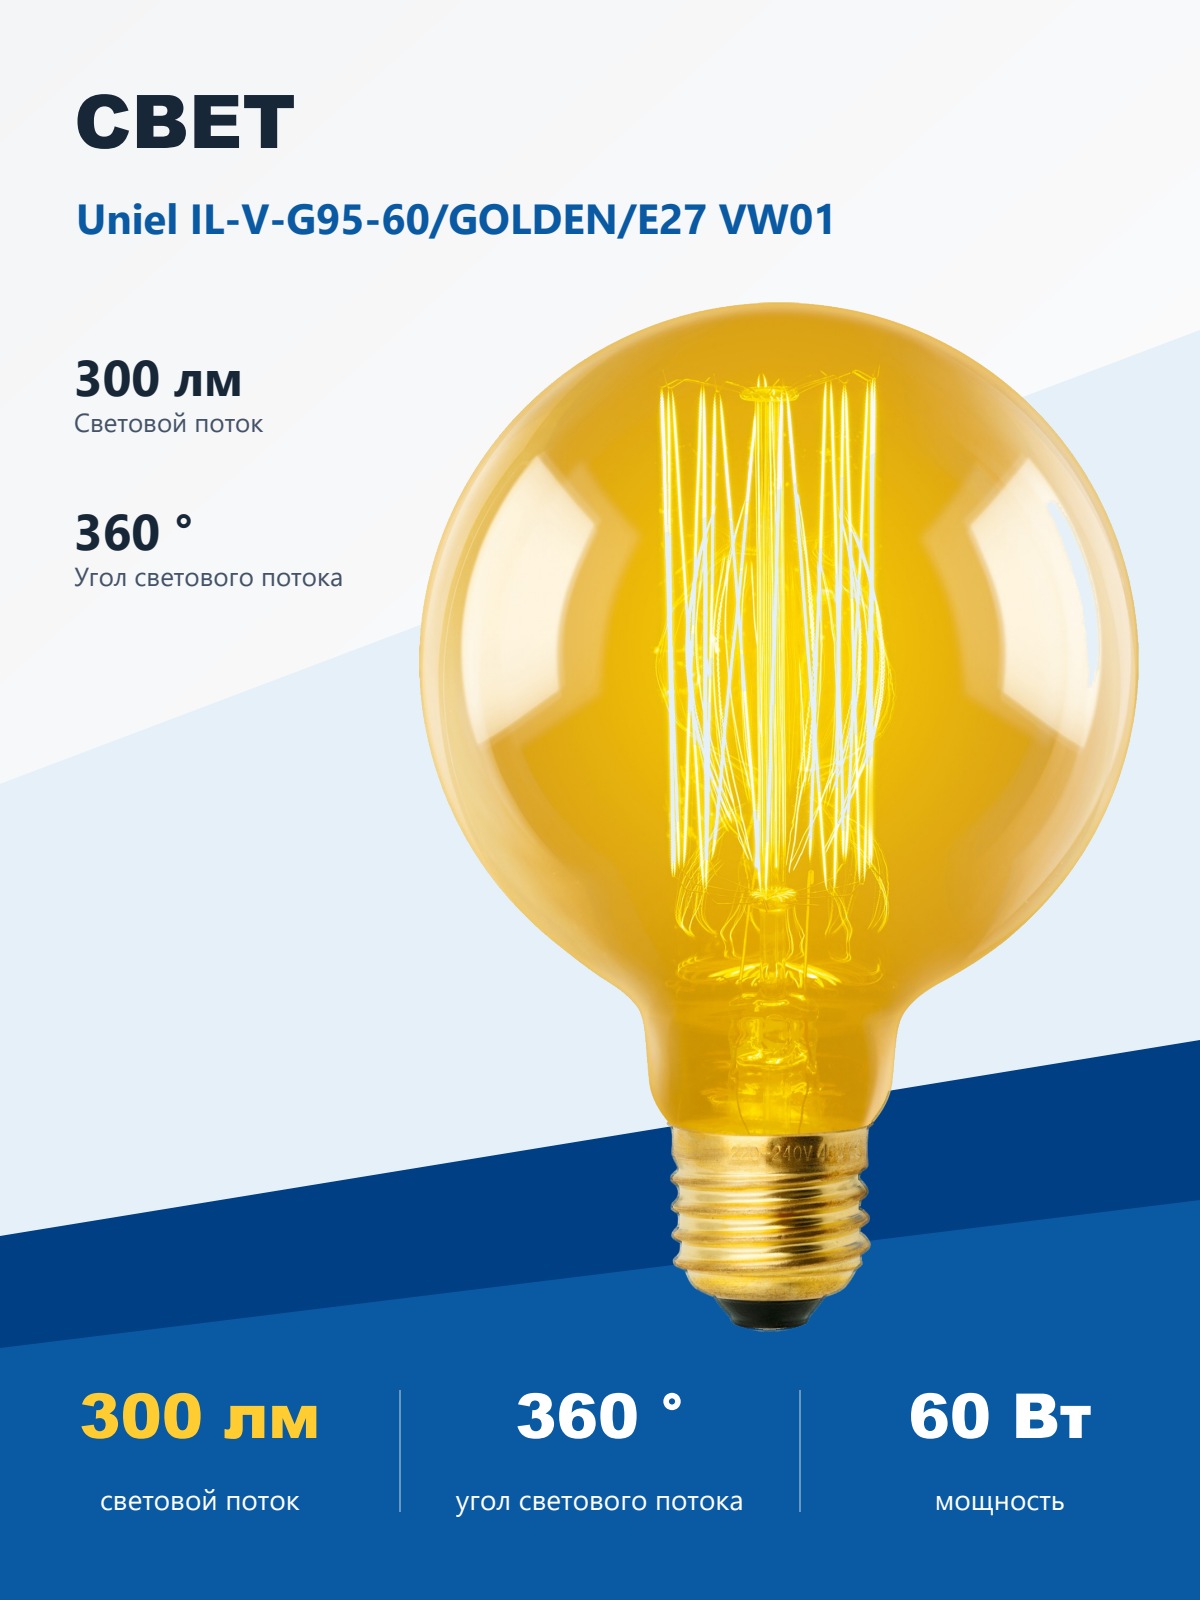 СВЕТ
Uniel IL-V-G95-60/GOLDEN/E27 VW01
300 лм
Световой поток
360 °
Угол светового потока
240V
300 лм
световой поток
360 °
угол светового потока
60 Вт
мощность